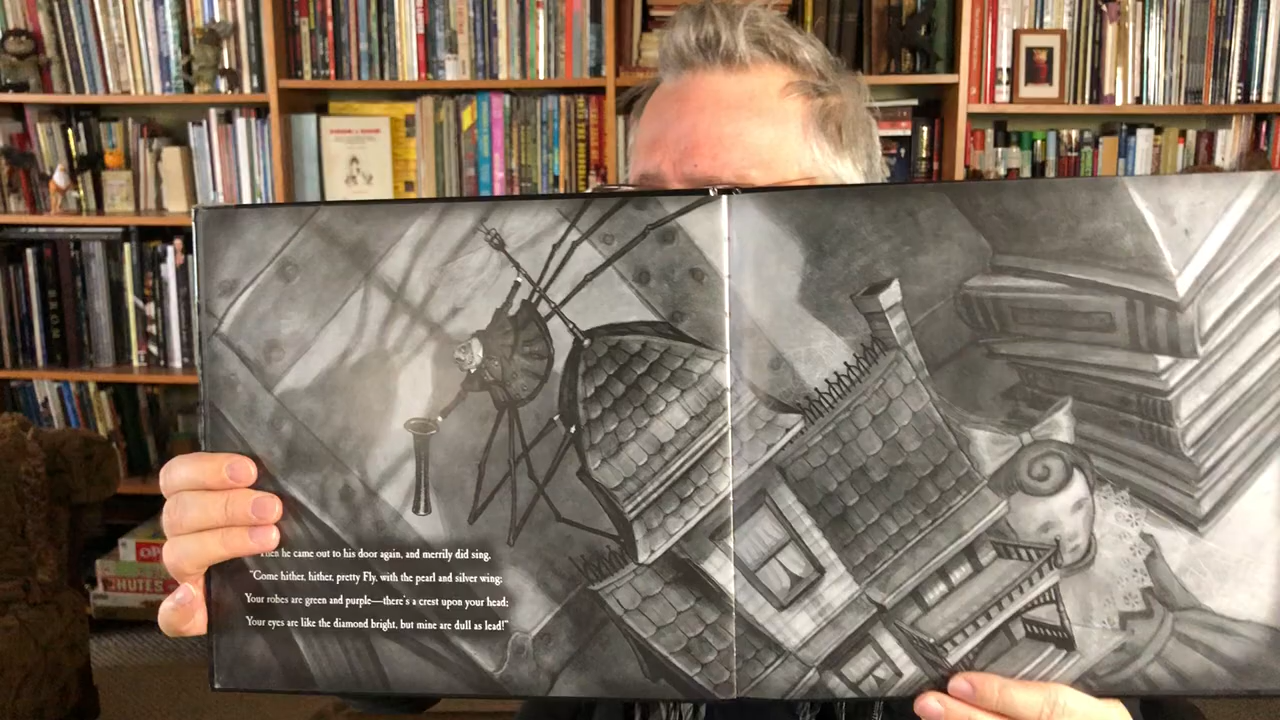 Then he came out to his door again, and merrily did sing,
"Come hither, hither, pretty Fly, with the pearl and silver wing;
Your robes are green and purple—there's a crest upon your head;
Your eyes are like the diamond bright, but mine are dull as lead!"
HUTES